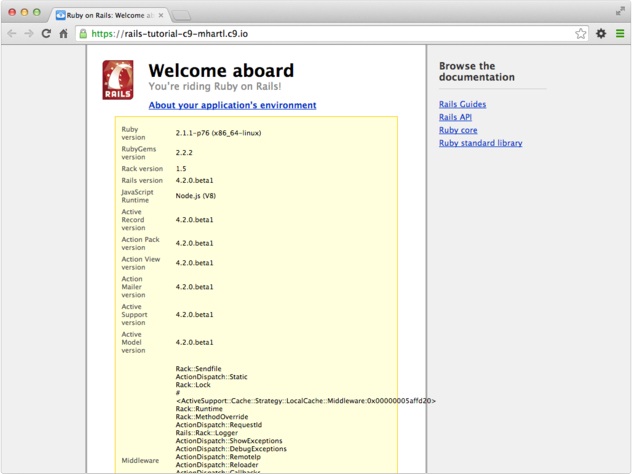 Ruby on Rails: Welcome ab
https://rails-tutorial-c9-mhartl.c9.io
RAILS
Welcome aboard
You're riding Ruby on Rails!
About your application's environment
Ruby
version
2.1.1-p76 (x86_64-linux)
RubyGems
version
2.2.2
Rack version
1.5
Rails version
4.2.0.beta1
JavaScript
Runtime
Node.js (V8)
Active
Record
version
4.2.0.beta1
Action Pack
version
4.2.0.beta1
Action View
version
4.2.0.beta1
Action
Mailer
version
4.2.0.beta1
Active
Support
version
4.2.0.beta1
Active
Model
version
4.2.0.beta1
Middleware
Rack::Sendfile
ActionDispatch::Static
Rack::Lock
#
<ActiveSupport::Cache::Strategy::LocalCache::Middleware:0x00000005affd20>
Rack::Runtime
Rack::MethodOverride
ActionDispatch::RequestId
Rails::Rack::Logger
ActionDispatch::ShowExceptions
ActionDispatch::DebugExceptions
ActionDispatch::RemoteIp
ActionDispatch::Reloader
ActionDispatch::Callbacks
Browse the
documentation
Rails Guides
Rails API
Ruby core
Ruby standard library